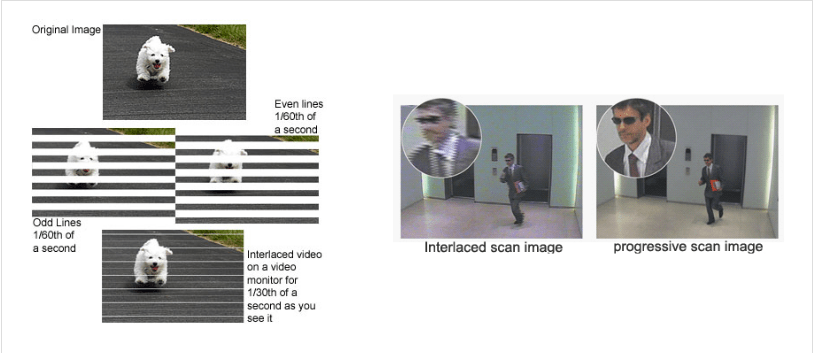 Original Image
Even lines
1/60th of
a second
Odd Lines
1/60th of
a second
Interlaced video
on a video
monitor for
1/30th of a
second as you
see it
Interlaced scan image
progressive scan image